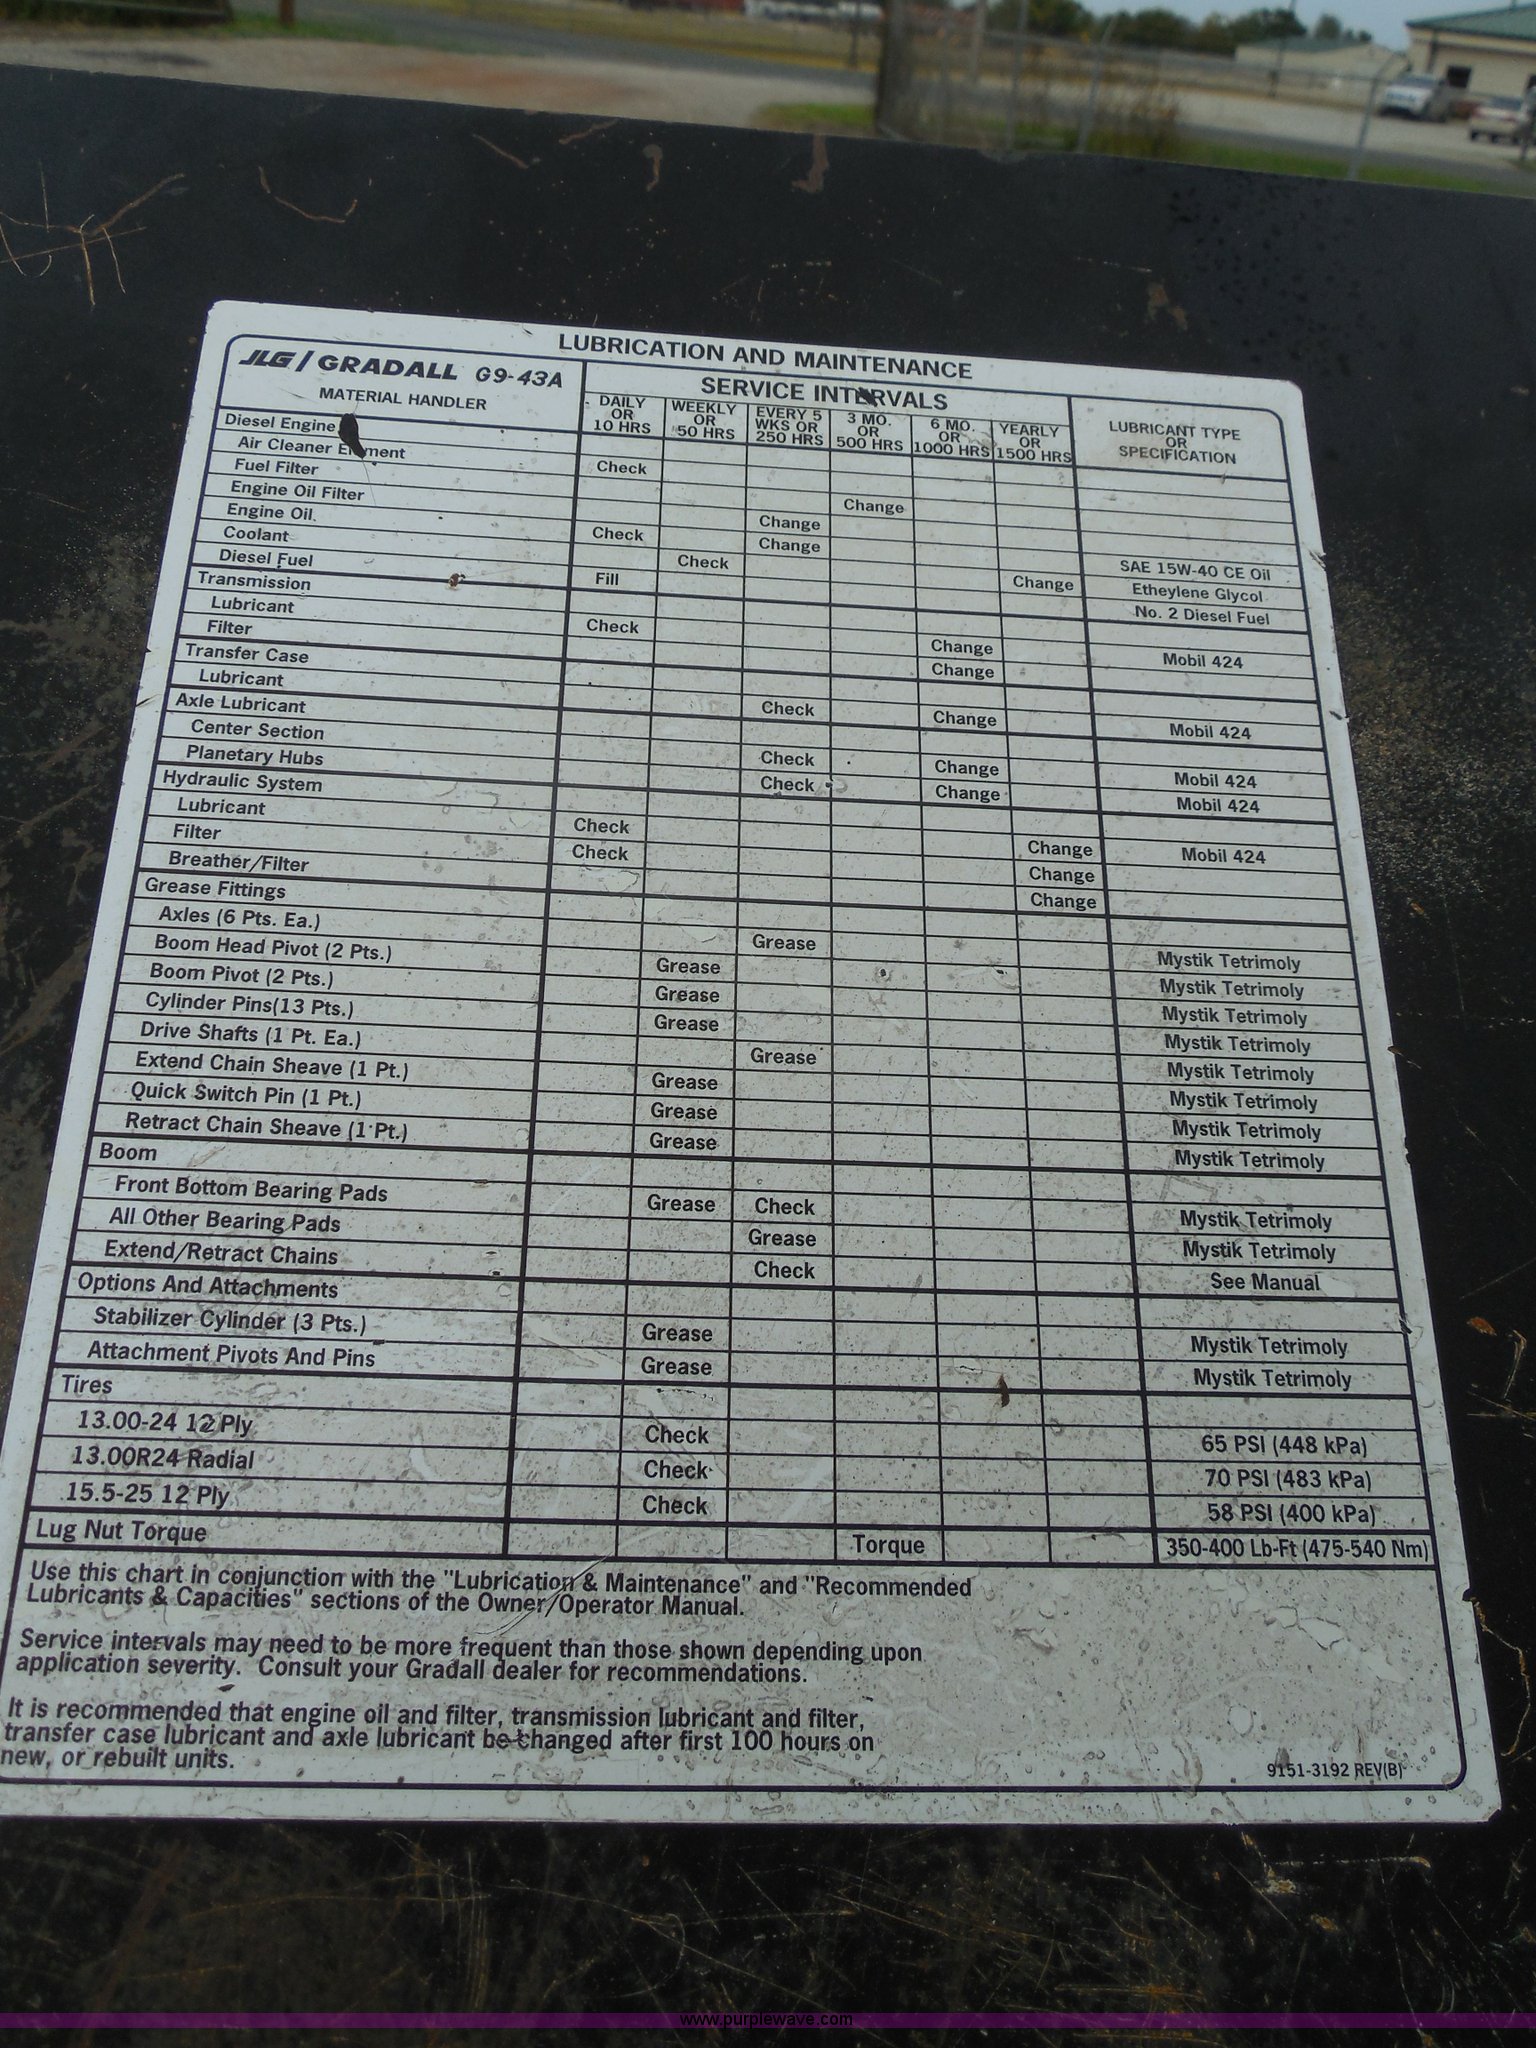 LUBRICATION AND MAINTENANCE
JLG / GRADALL G9-43A
MATERIAL HANDLER
SERVICE INTERVALS
DAILY OR 10 HRS
WEEKLY OR 50 HRS
EVERY 5 WKS OR 250 HRS
3 MO. OR 500 HRS
6 MO. OR 1000 HRS
YEARLY OR 1500 HRS
LUBRICANT TYPE OR SPECIFICATION
Diesel Engine
Air Cleaner Element Check
Fuel Filter Change
Engine Oil Filter Change
Engine Oil Check Change SAE 15W-40 CE Oil
Coolant Check Change Etheylene Glycol
Diesel Fuel Fill No. 2 Diesel Fuel
Transmission
Lubricant Check Change Mobil 424
Filter Change
Transfer Case
Lubricant Check Change Mobil 424
Axle Lubricant
Center Section Check Change Mobil 424
Planetary Hubs Check Change Mobil 424
Hydraulic System
Lubricant Check Change Mobil 424
Filter Check Change
Breather/Filter Change
Grease Fittings
Axles (6 Pts. Ea.) Grease Mystik Tetrimoly
Boom Head Pivot (2 Pts.) Grease Mystik Tetrimoly
Boom Pivot (2 Pts.) Grease Mystik Tetrimoly
Cylinder Pins(13 Pts.) Grease Mystik Tetrimoly
Drive Shafts (1 Pt. Ea.) Grease Mystik Tetrimoly
Extend Chain Sheave (1 Pt.) Grease Mystik Tetrimoly
Quick Switch Pin (1 Pt.) Grease Mystik Tetrimoly
Retract Chain Sheave (1 Pt.) Grease Mystik Tetrimoly
Boom
Front Bottom Bearing Pads Grease Check Mystik Tetrimoly
All Other Bearing Pads Grease Mystik Tetrimoly
Extend/Retract Chains Check See Manual
Options And Attachments
Stabilizer Cylinder (3 Pts.) Grease Mystik Tetrimoly
Attachment Pivots And Pins Grease Mystik Tetrimoly
Tires
13.00-24 12 Ply Check 65 PSI (448 kPa)
13.00R24 Radial Check 70 PSI (483 kPa)
15.5-25 12 Ply Check 58 PSI (400 kPa)
Lug Nut Torque Torque 350-400 Lb-Ft (475-540 Nm)
Use this chart in conjunction with the "Lubrication & Maintenance" and "Recommended
Lubricants & Capacities" sections of the Owner/Operator Manual.
Service intervals may need to be more frequent than those shown depending upon
application severity. Consult your Gradall dealer for recommendations.
It is recommended that engine oil and filter, transmission lubricant and filter,
transfer case lubricant and axle lubricant be changed after first 100 hours on
new, or rebuilt units.
9151-3192 REV(B)
www.purplewave.com